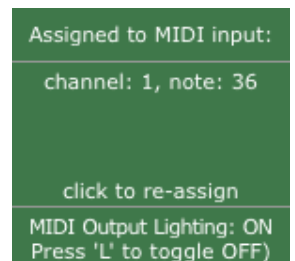 Assigned to MIDI input:
channel: 1, note: 36
click to re-assign
MIDI Output Lighting: ON
Press 'L' to toggle OFF)